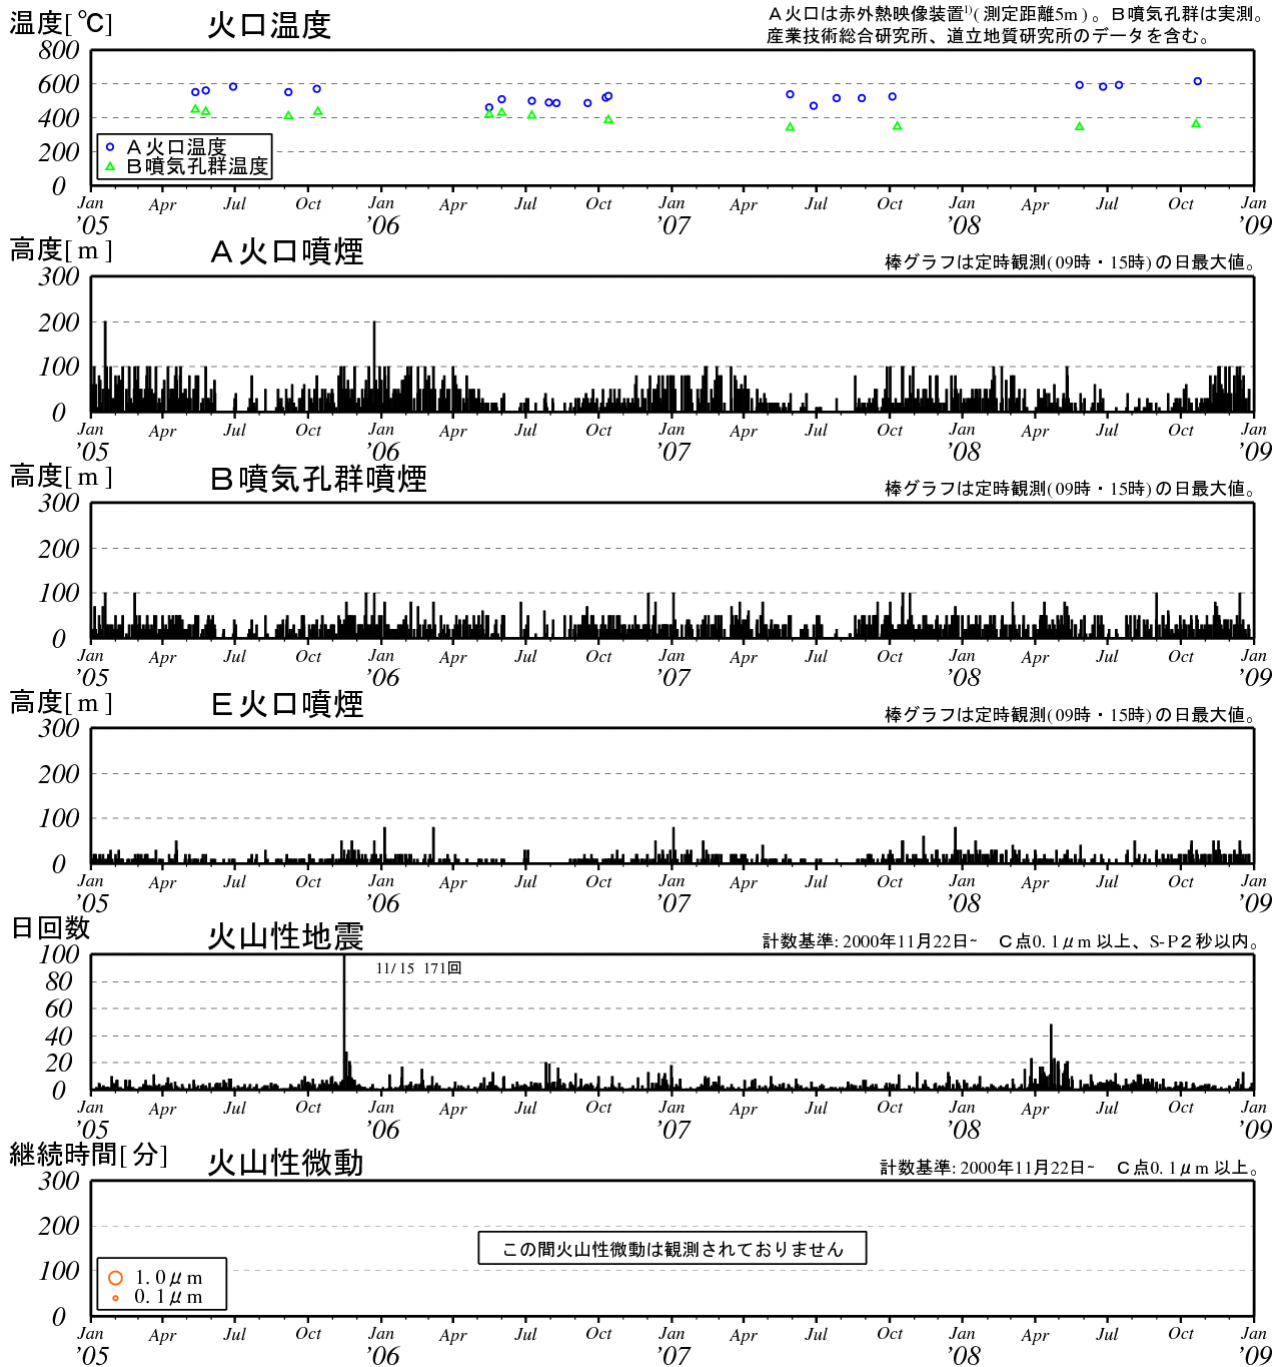 温度[℃] 火口温度 A火口は赤外熱映像装置1)(測定距離5m)。B噴気孔群は実測。
産業技術総合研究所、道立地質研究所のデータを含む。
800
600
400
200
0
A火口温度
B噴気孔群温度
Jan Apr Jul Oct Jan Apr Jul Oct Jan Apr Jul Oct Jan Apr Jul Oct Jan
'05 '06 '07 '08 '09
高度[m] A火口噴煙 棒グラフは定時観測(09時・15時)の日最大値。
300
200
100
0
Jan Apr Jul Oct Jan Apr Jul Oct Jan Apr Jul Oct Jan Apr Jul Oct Jan
'05 '06 '07 '08 '09
高度[m] B噴気孔群噴煙 棒グラフは定時観測(09時・15時)の日最大値。
300
200
100
0
Jan Apr Jul Oct Jan Apr Jul Oct Jan Apr Jul Oct Jan Apr Jul Oct Jan
'05 '06 '07 '08 '09
高度[m] E火口噴煙 棒グラフは定時観測(09時・15時)の日最大値。
300
200
100
0
Jan Apr Jul Oct Jan Apr Jul Oct Jan Apr Jul Oct Jan Apr Jul Oct Jan
'05 '06 '07 '08 '09
日回数 火山性地震 計数基準: 2000年11月22日~ C点0.1μm以上、S-P2秒以内。
100
80
60
40
20
0
11/15 171回
Jan Apr Jul Oct Jan Apr Jul Oct Jan Apr Jul Oct Jan Apr Jul Oct Jan
'05 '06 '07 '08 '09
継続時間[分] 火山性微動 計数基準: 2000年11月22日~ C点0.1μm以上。
300
200
100
0
この間火山性微動は観測されておりません
1.0μm
0.1μm
Jan Apr Jul Oct Jan Apr Jul Oct Jan Apr Jul Oct Jan Apr Jul Oct Jan
'05 '06 '07 '08 '09